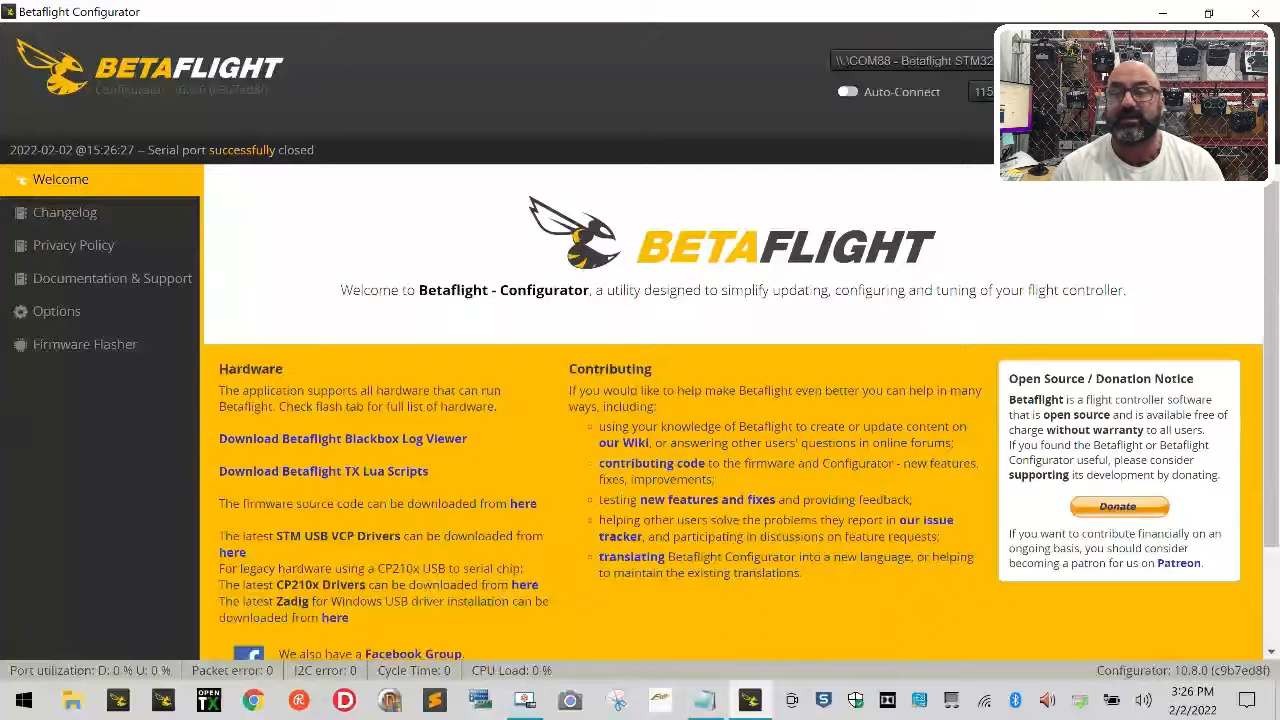 Betaflight Configurator
BETAFLIGHT
Configurator
\\.\COM88 - Betaflight STM32
Auto-Connect
115
2022-02-02 @15:26:27 -- Serial port successfully closed
Welcome
Changelog
Privacy Policy
Documentation & Support
Options
Firmware Flasher
BETAFLIGHT
Welcome to Betaflight - Configurator, a utility designed to simplify updating, configuring and tuning of your flight controller.
Hardware
The application supports all hardware that can run
Betaflight. Check flash tab for full list of hardware.
Download Betaflight Blackbox Log Viewer
Download Betaflight TX Lua Scripts
The firmware source code can be downloaded from here
The latest STM USB VCP Drivers can be downloaded from
here
For legacy hardware using a CP210x USB to serial chip:
The latest CP210x Drivers can be downloaded from here
The latest Zadig for Windows USB driver installation can be
downloaded from here
We also have a Facebook Group.
Contributing
If you would like to help make Betaflight even better you can help in many
ways, including:
using your knowledge of Betaflight to create or update content on
our Wiki, or answering other users' questions in online forums;
contributing code to the firmware and Configurator - new features,
fixes, improvements;
testing new features and fixes and providing feedback;
helping other users solve the problems they report in our issue
tracker, and participating in discussions on feature requests;
translating Betaflight Configurator into a new language, or helping
to maintain the existing translations.
Open Source / Donation Notice
Betaflight is a flight controller software
that is open source and is available free of
charge without warranty to all users.
If you found the Betaflight or Betaflight
Configurator useful, please consider
supporting its development by donating.
Donate
If you want to contribute financially on an
ongoing basis, you should consider
becoming a patron for us on Patreon.
Port utilization: D: 0 % U: 0 %
Packet error: 0
I2C error: 0
Cycle Time: 0
CPU Load: 0 %
Configurator: 10.8.0 (c9b7ed8f)
OPEN
TX
3:26 PM
2/2/2022